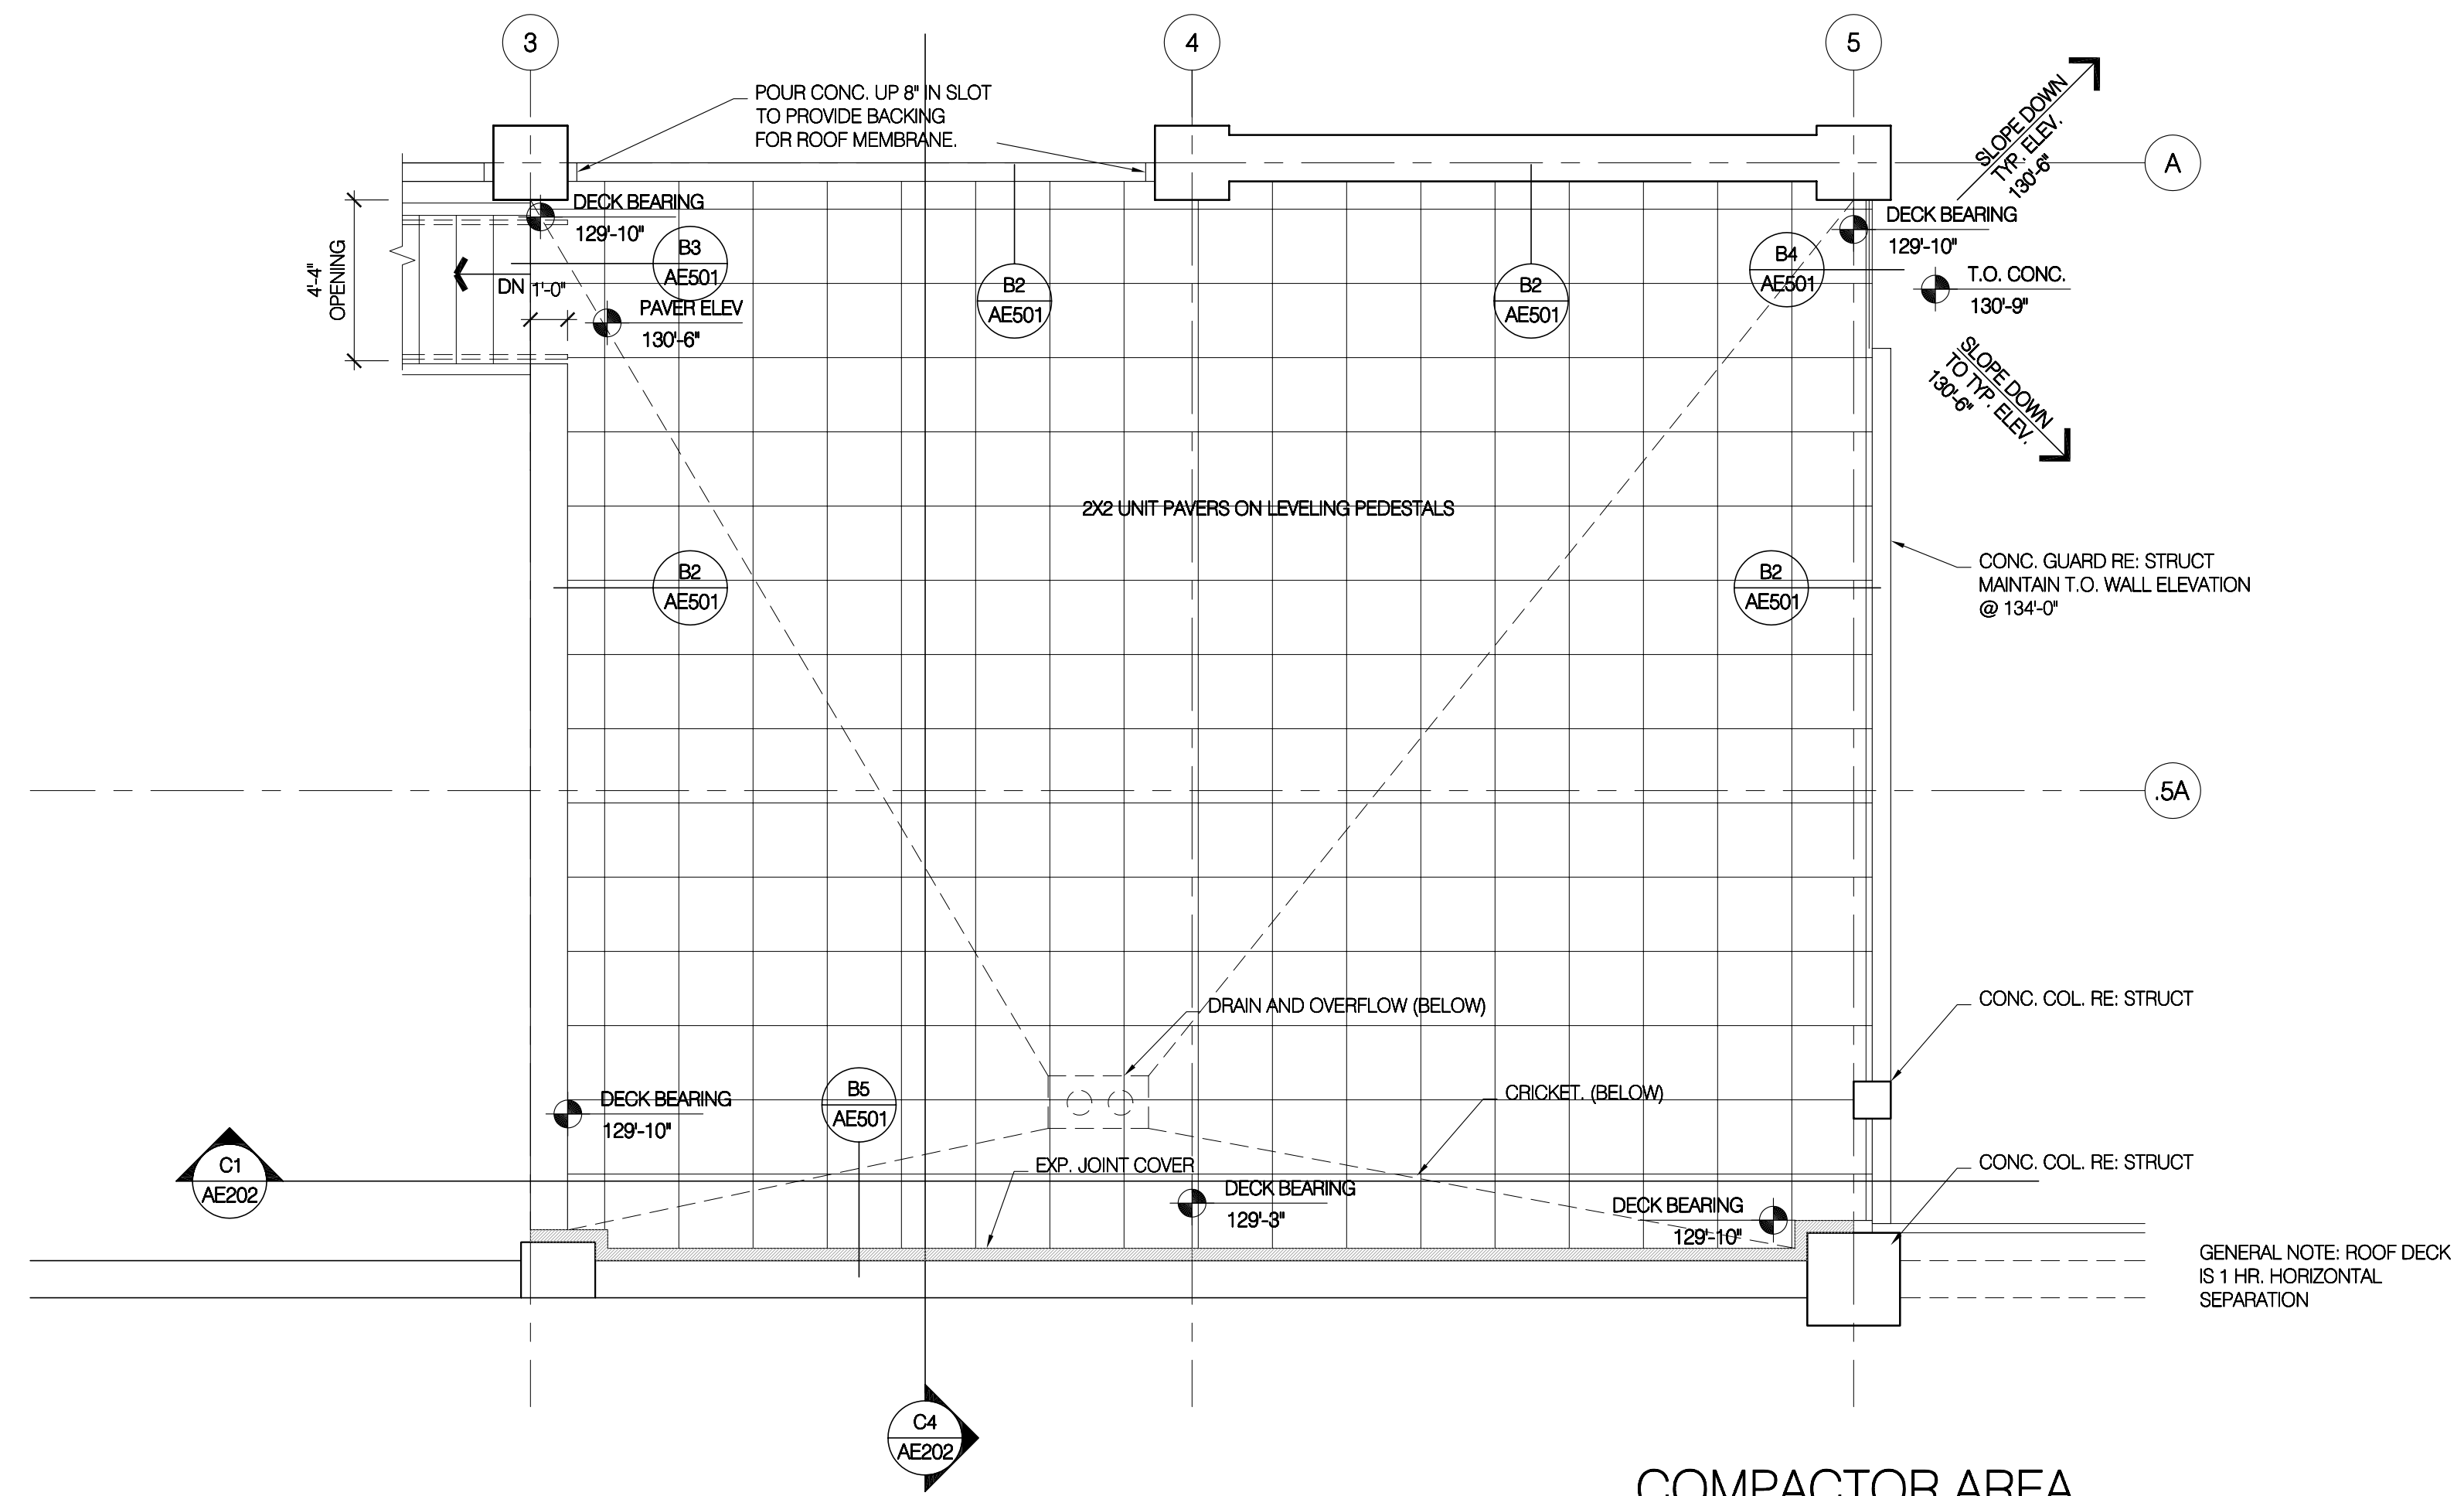 3
4
5
POUR CONC. UP 8" IN SLOT
TO PROVIDE BACKING
FOR ROOF MEMBRANE.
SLOPE DOWN
TYP. ELEV.
130'-6"
A
DECK BEARING
129'-10"
4'-4"
OPENING
DN
1'-0"
B3
AE501
PAVER ELEV
130'-6"
B2
AE501
B2
AE501
B4
AE501
DECK BEARING
129'-10"
T.O. CONC.
130'-9"
SLOPE DOWN
TO TYP. ELEV.
130'-6"
2X2 UNIT PAVERS ON LEVELING PEDESTALS
B2
AE501
B2
AE501
CONC. GUARD RE: STRUCT
MAINTAIN T.O. WALL ELEVATION
@ 134'-0"
.5A
DRAIN AND OVERFLOW (BELOW)
CONC. COL. RE: STRUCT
DECK BEARING
129'-10"
B5
AE501
CRICKET. (BELOW)
C1
AE202
EXP. JOINT COVER
CONC. COL. RE: STRUCT
DECK BEARING
129'-3"
DECK BEARING
129'-10"
GENERAL NOTE: ROOF DECK
IS 1 HR. HORIZONTAL
SEPARATION
C4
AE202
COMPACTOR AREA